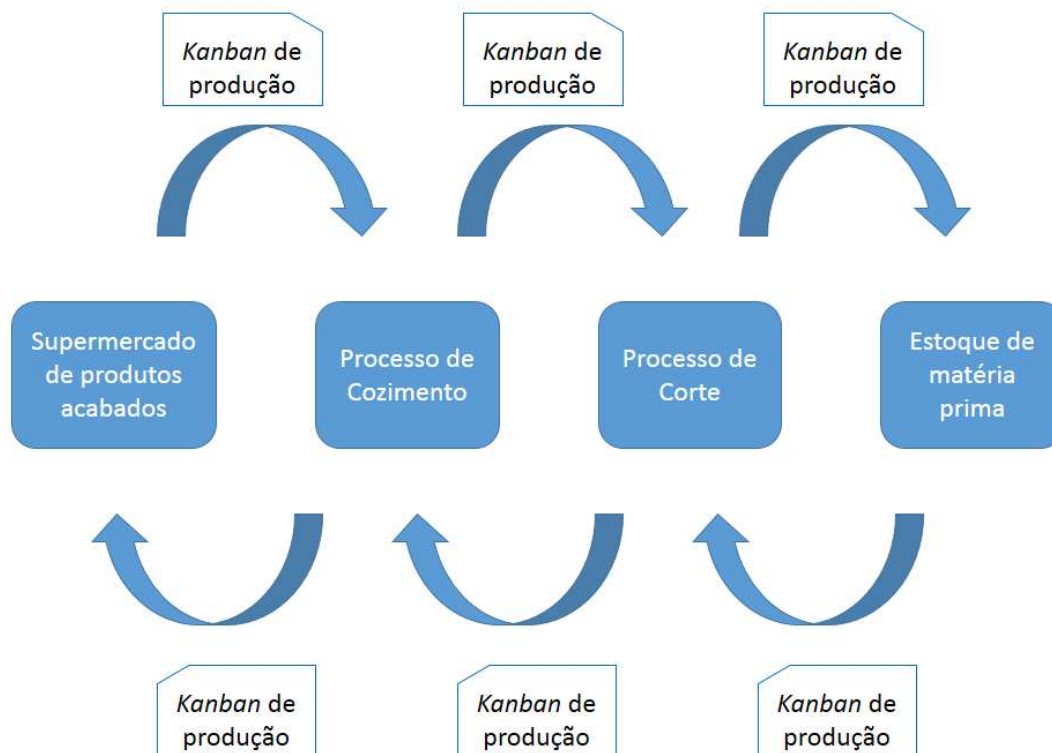 Kanban de
produção
Kanban de
produção
Kanban de
produção
Supermercado
de produtos
acabados
Processo de
Cozimento
Processo de
Corte
Estoque de
matéria
prima
Kanban de
produção
Kanban de
produção
Kanban de
produção